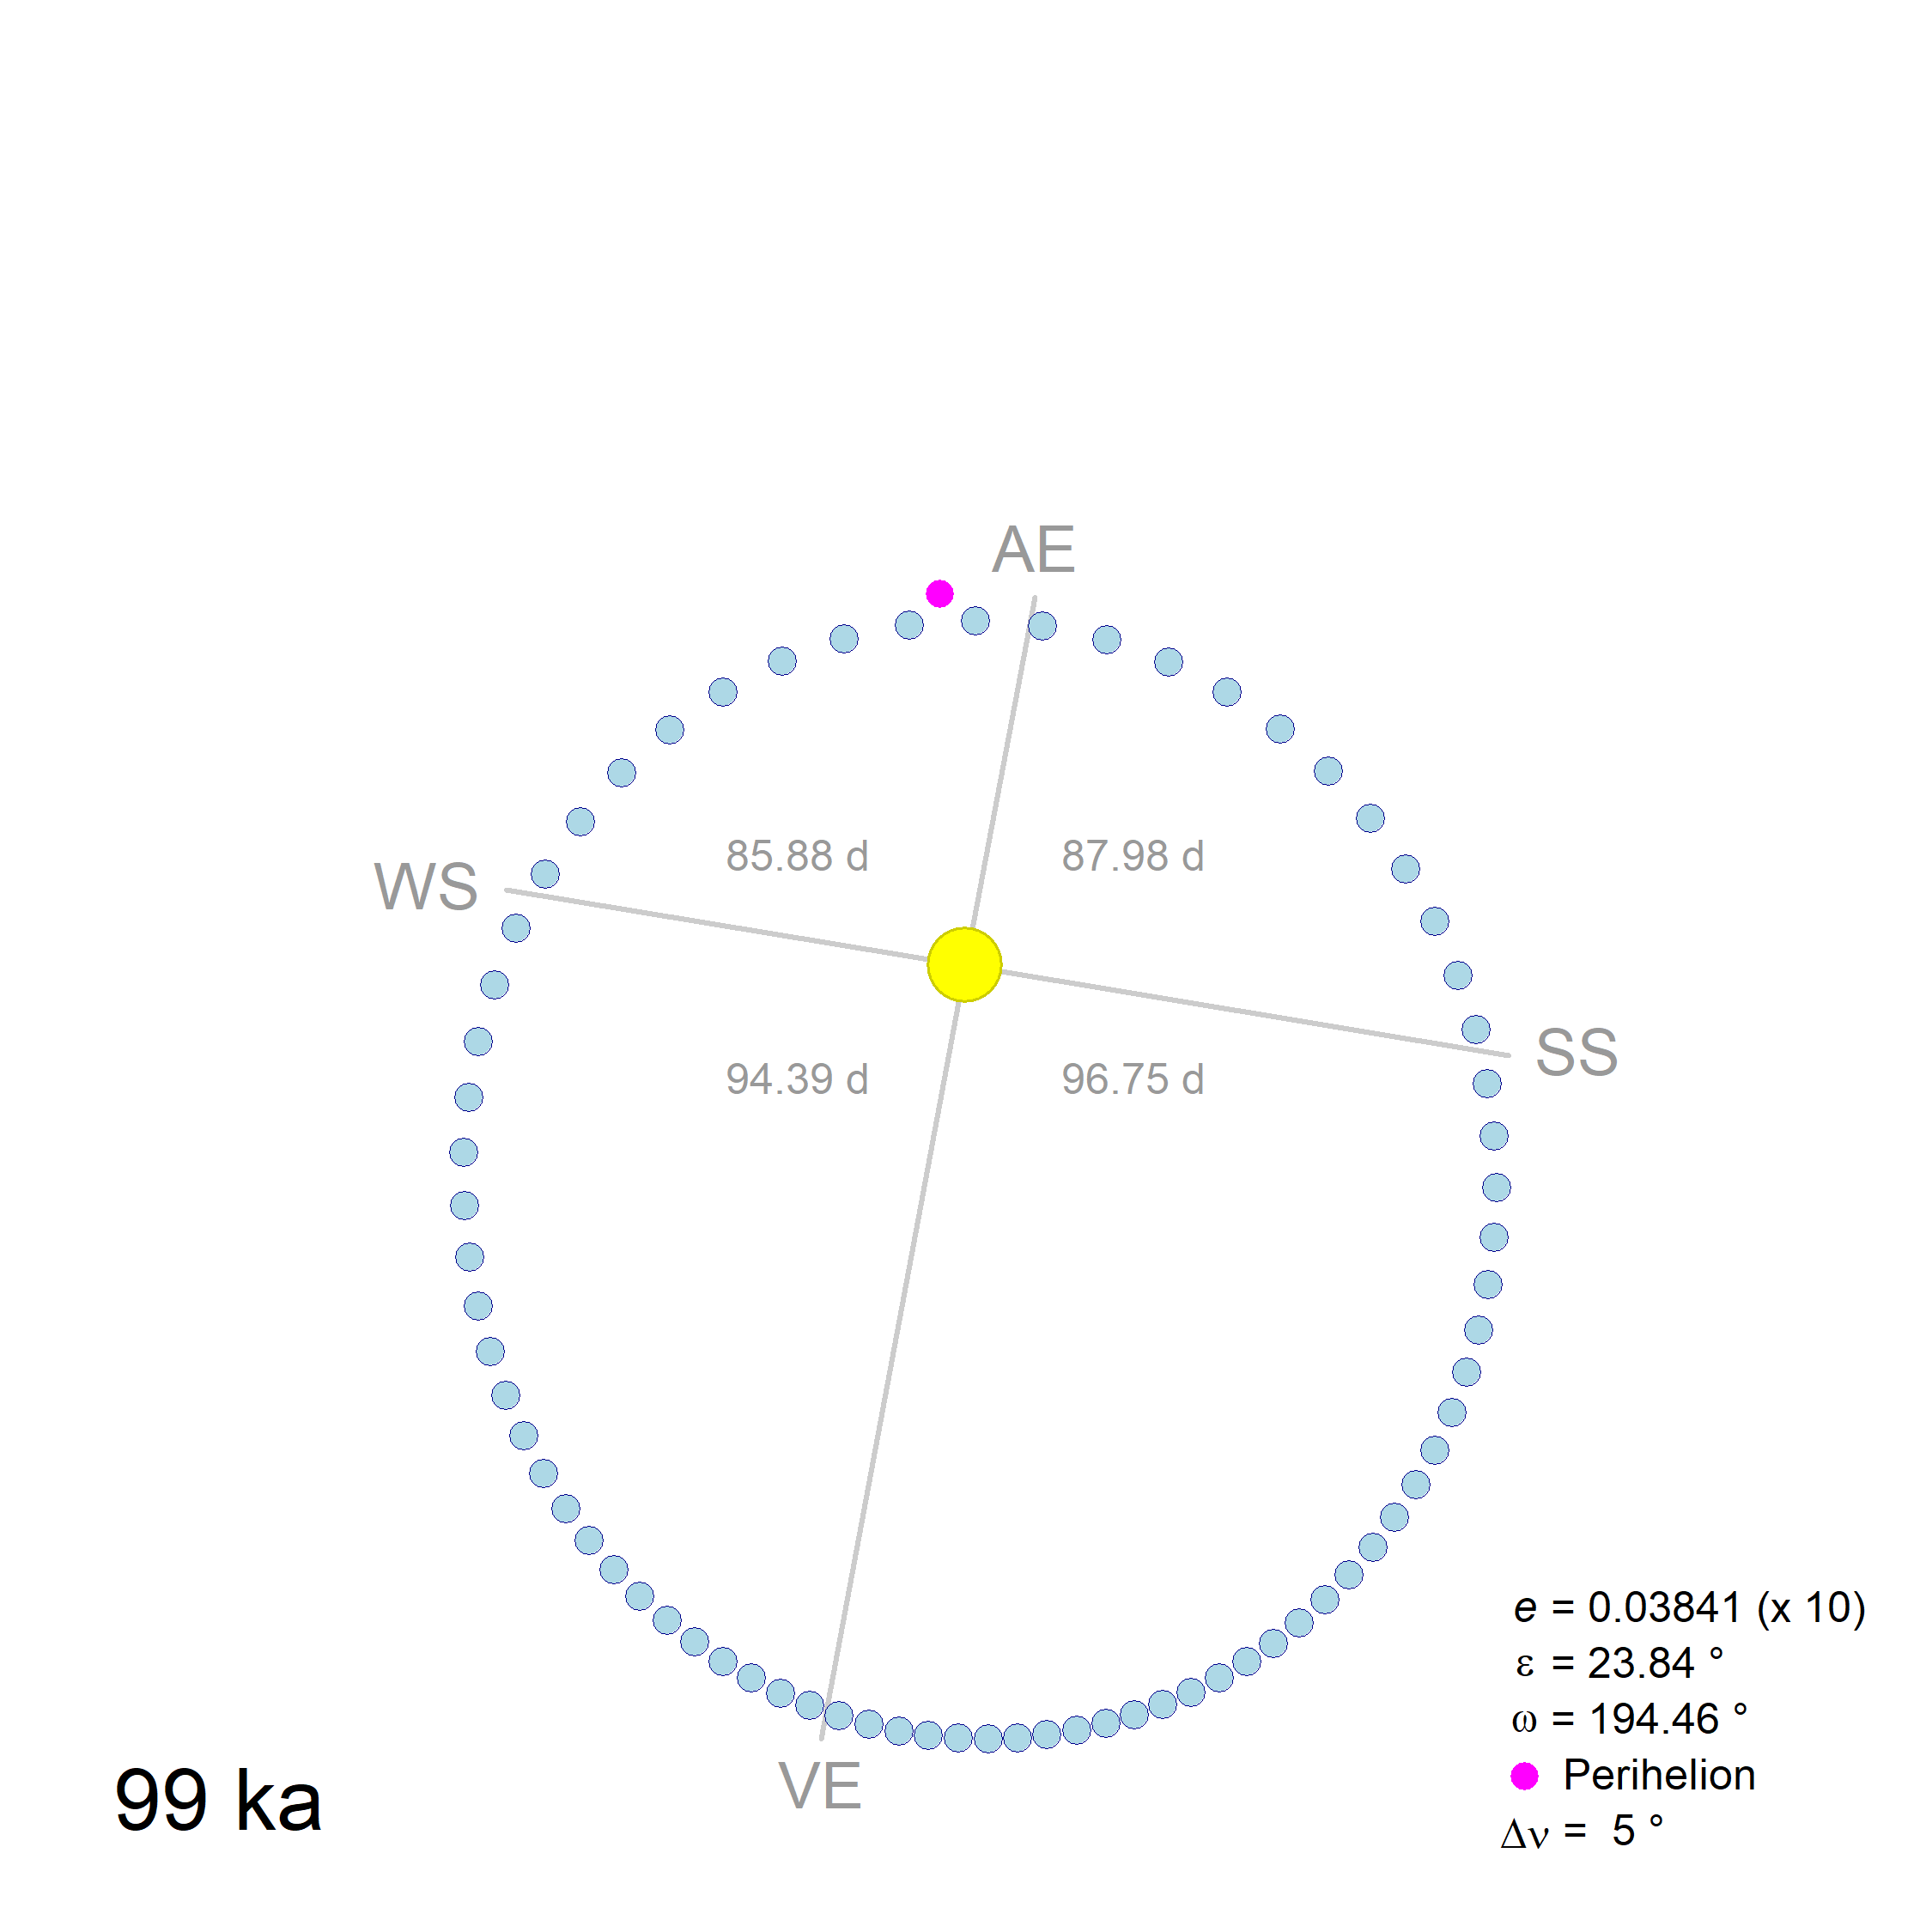 AE
WS
85.88 d
87.98 d
SS
94.39 d
96.75 d
e = 0.03841 (x 10)
ε = 23.84 °
ω = 194.46 °
Perihelion
Δν = 5 °
VE
99 ka